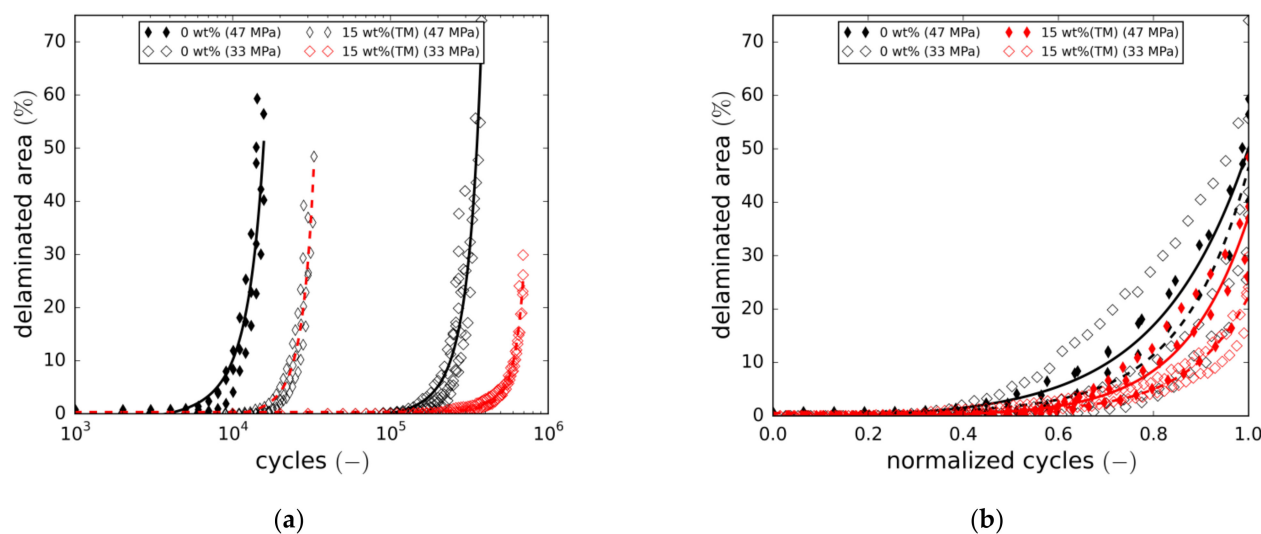 0 wt% (47 MPa)
0 wt% (33 MPa)
15 wt%(TM) (47 MPa)
15 wt%(TM) (33 MPa)
delaminated area (%)
70
60
50
40
30
20
10
0
10³ 10⁴ 10⁵ 10⁶
cycles (−)
(a)
0 wt% (47 MPa)
0 wt% (33 MPa)
15 wt%(TM) (47 MPa)
15 wt%(TM) (33 MPa)
delaminated area (%)
70
60
50
40
30
20
10
0
0.0 0.2 0.4 0.6 0.8 1.0
normalized cycles (−)
(b)